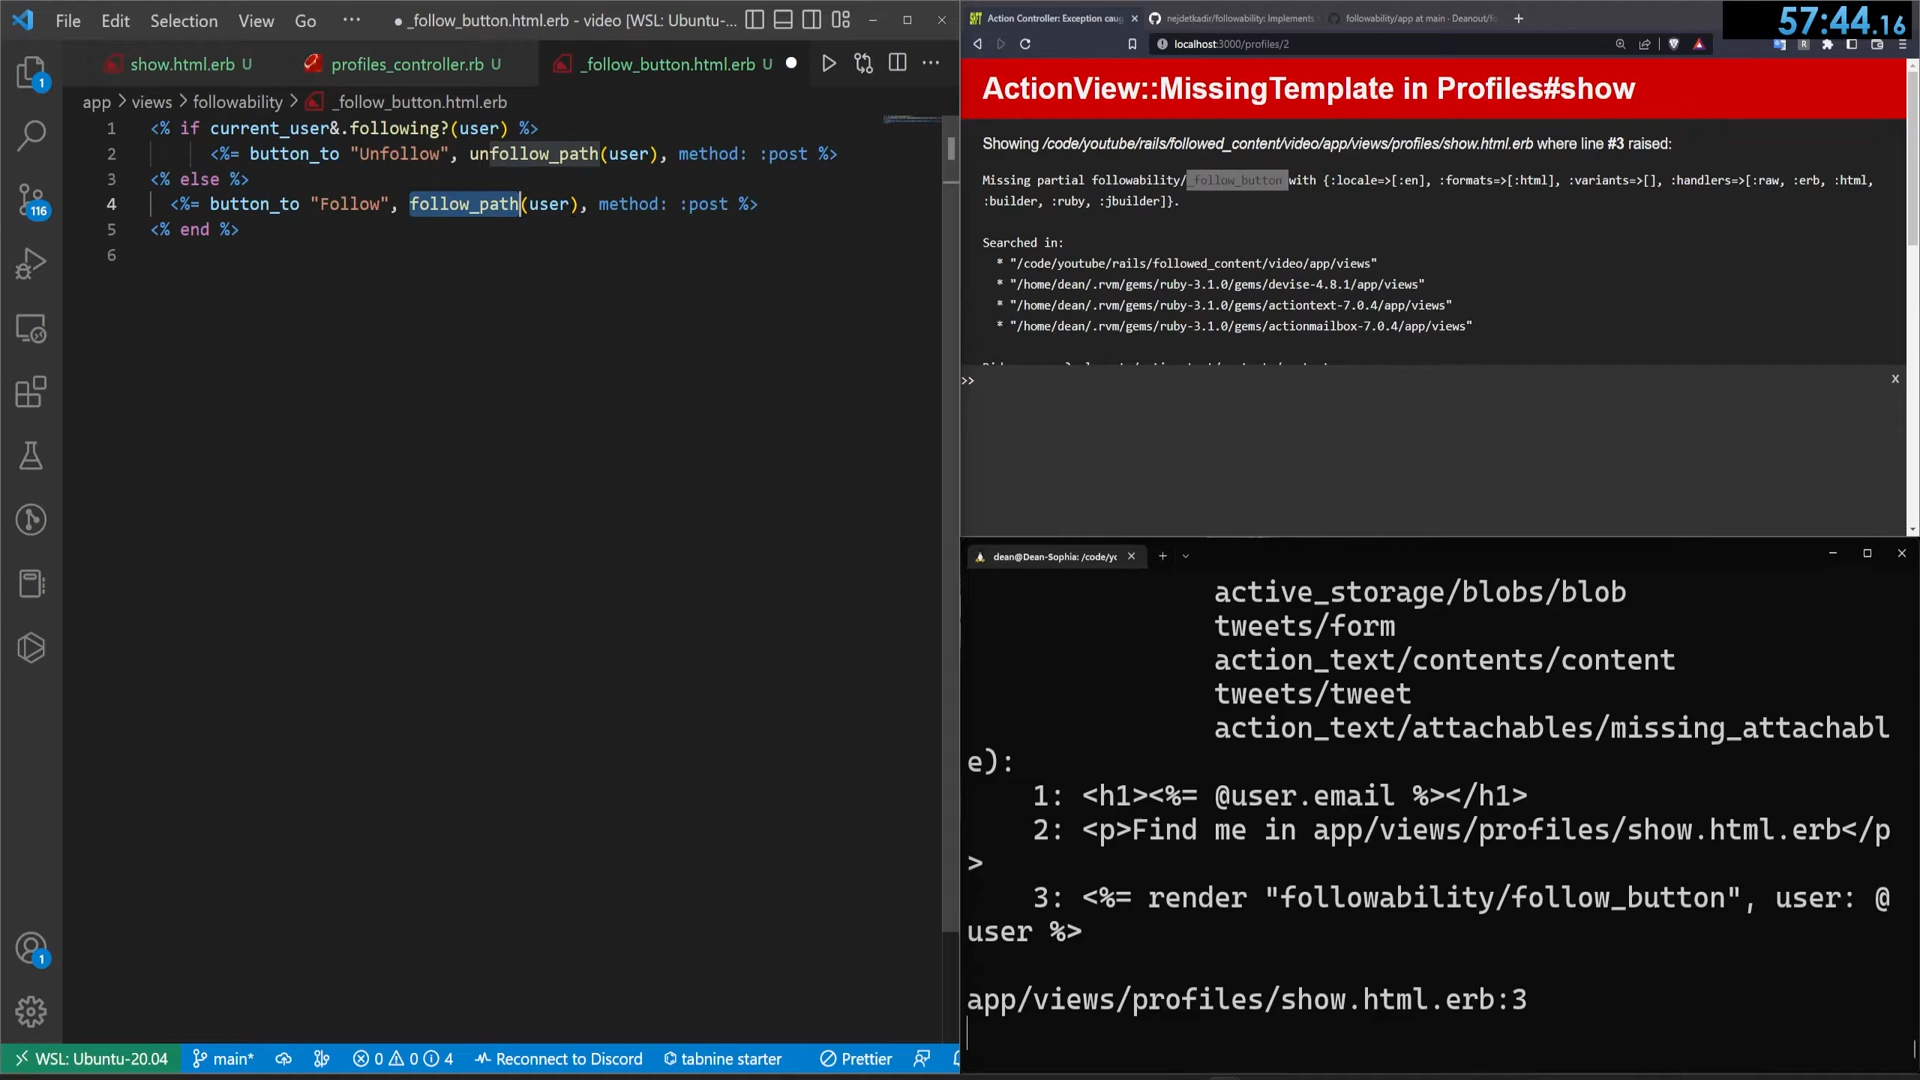 File Edit Selection View Go ··· ● _follow_button.html.erb - video [WSL: Ubuntu-...
show.html.erb U profiles_controller.rb U _follow_button.html.erb U
app > views > followability > _follow_button.html.erb
1 <% if current_user&.following?(user) %>
2 <%= button_to "Unfollow", unfollow_path(user), method: :post %>
3 <% else %>
4 <%= button_to "Follow", follow_path(user), method: :post %>
5 <% end %>
6
1
116
1
WSL: Ubuntu-20.04 main* 0 0 4 Reconnect to Discord tabnine starter Prettier
Action Controller: Exception caug nejdetkadir/followability: Implements followability/app at main · Deanout/fo
57:44.16
localhost:3000/profiles/2
ActionView::MissingTemplate in Profiles#show
Showing /code/youtube/rails/followed_content/video/app/views/profiles/show.html.erb where line #3 raised:
Missing partial followability/_follow_button with {:locale=>[:en], :formats=>[:html], :variants=>[], :handlers=>[:raw, :erb, :html,
:builder, :ruby, :jbuilder]}.
Searched in:
* "/code/youtube/rails/followed_content/video/app/views"
* "/home/dean/.rvm/gems/ruby-3.1.0/gems/devise-4.8.1/app/views"
* "/home/dean/.rvm/gems/ruby-3.1.0/gems/actiontext-7.0.4/app/views"
* "/home/dean/.rvm/gems/ruby-3.1.0/gems/actionmailbox-7.0.4/app/views"
>> x
dean@Dean-Sophia: /code/yc
active_storage/blobs/blob
tweets/form
action_text/contents/content
tweets/tweet
action_text/attachables/missing_attachabl
e):
1: <h1><%= @user.email %></h1>
2: <p>Find me in app/views/profiles/show.html.erb</p
>
3: <%= render "followability/follow_button", user: @
user %>
app/views/profiles/show.html.erb:3